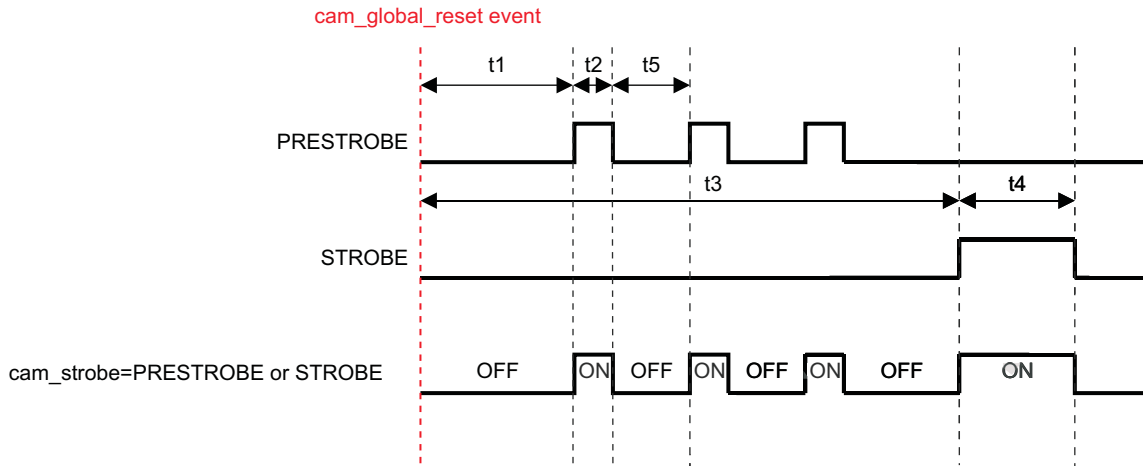 cam_global_reset event
t1 t2 t5
PRESTROBE
t3 t4
STROBE
cam_strobe=PRESTROBE or STROBE OFF ON OFF ON OFF ON OFF ON